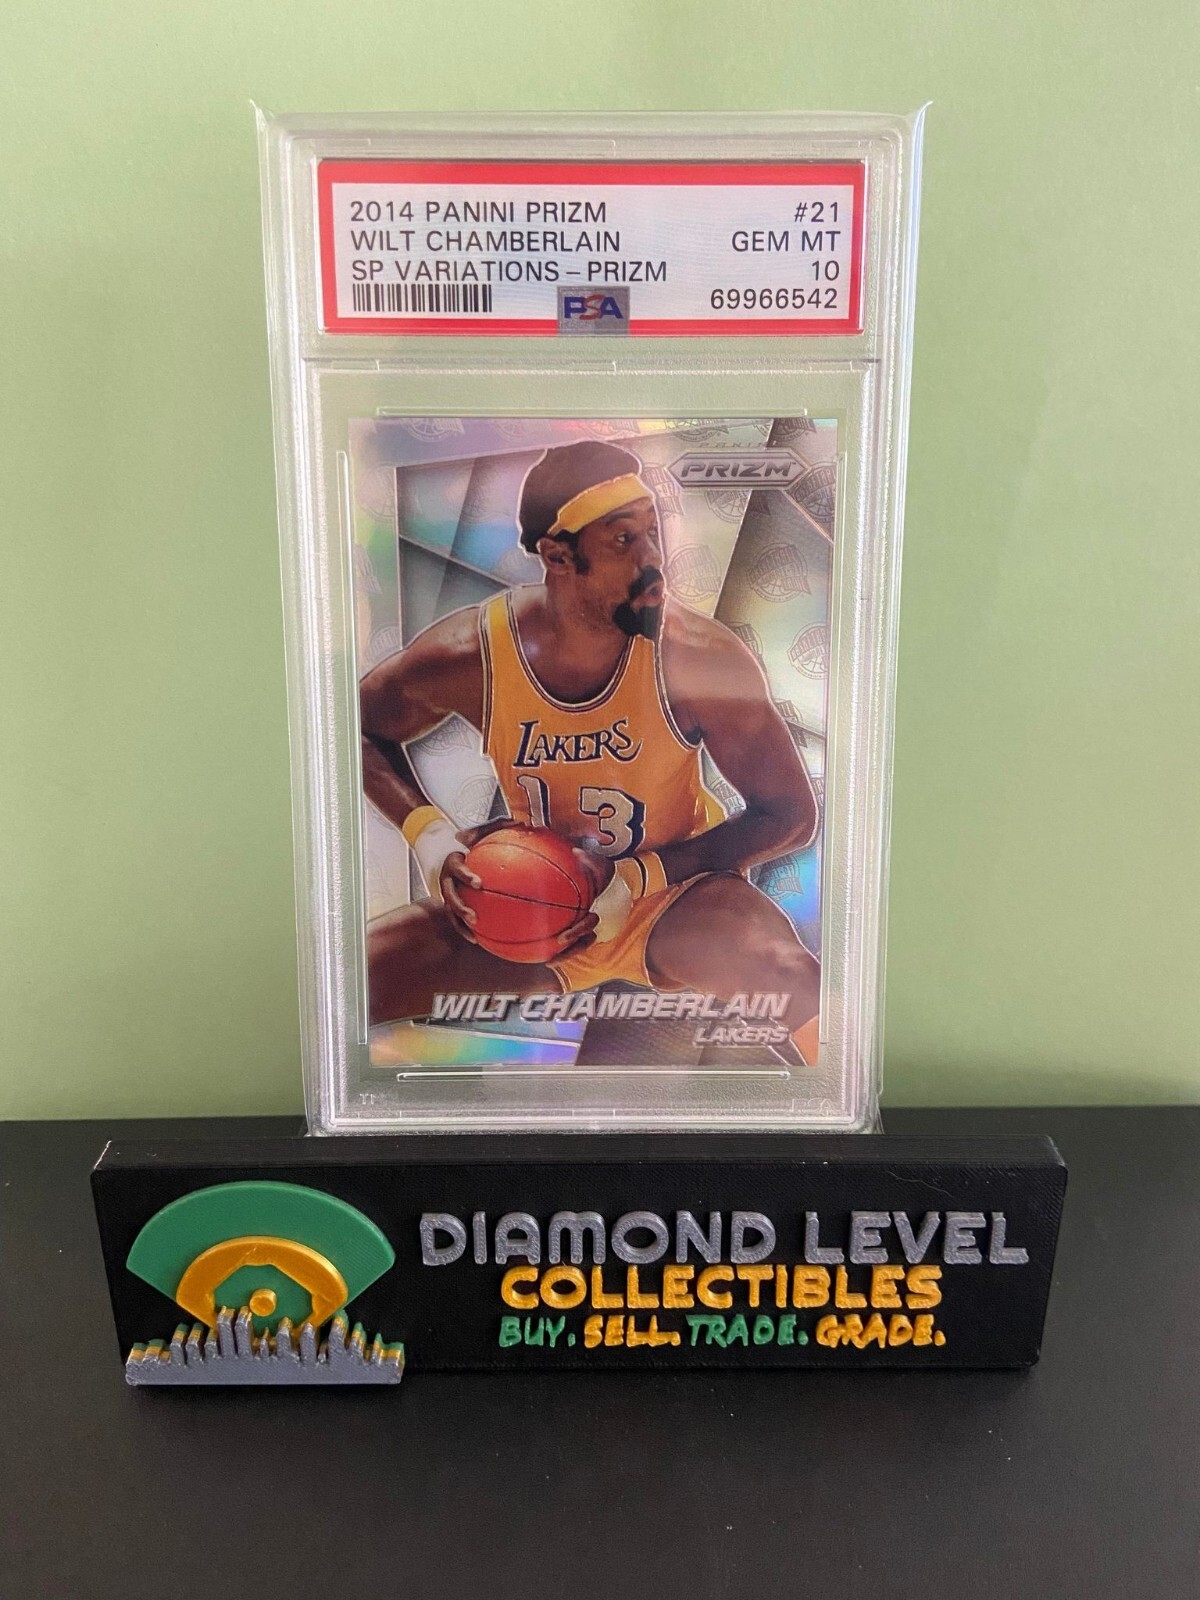 2014 PANINI PRIZM #21
WILT CHAMBERLAIN GEM MT
SP VARIATIONS – PRIZM 10
PSA 69966542
PANINI
PRIZM
LAKERS
13
WILT CHAMBERLAIN
LAKERS
DIAMOND LEVEL
COLLECTIBLES
BUY. SELL. TRADE. GRADE.